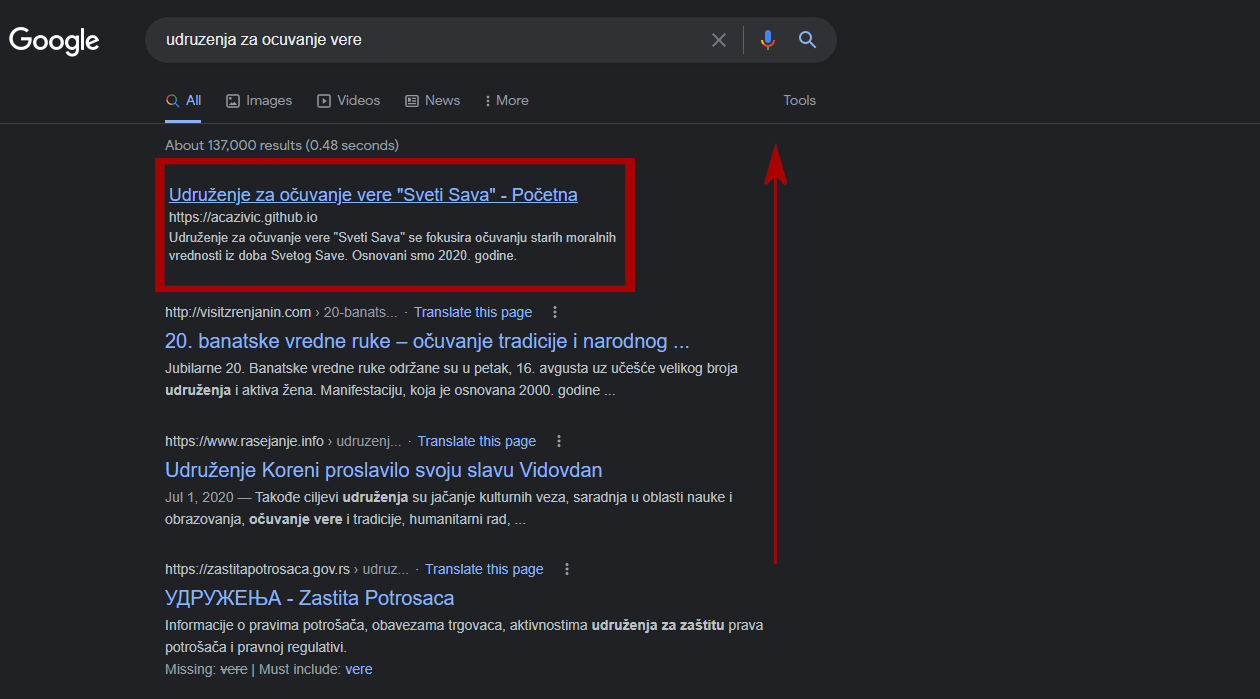 Google
udruzenja za ocuvanje vere
All Images Videos News More Tools
About 137,000 results (0.48 seconds)
Udruženje za očuvanje vere "Sveti Sava" - Početna
https://acazivic.github.io
Udruženje za očuvanje vere "Sveti Sava" se fokusira očuvanju starih moralnih
vrednosti iz doba Svetog Save. Osnovani smo 2020. godine.
http://visitzrenjanin.com › 20-banats... · Translate this page
20. banatske vredne ruke – očuvanje tradicije i narodnog ...
Jubilarne 20. Banatske vredne ruke održane su u petak, 16. avgusta uz učešće velikog broja
udruženja i aktiva žena. Manifestaciju, koja je osnovana 2000. godine ...
https://www.rasejanje.info › udruzenj... · Translate this page
Udruženje Koreni proslavilo svoju slavu Vidovdan
Jul 1, 2020 — Takođe ciljevi udruženja su jačanje kulturnih veza, saradnja u oblasti nauke i
obrazovanja, očuvanje vere i tradicije, humanitarni rad, ...
https://zastitapotrosaca.gov.rs › udruz... · Translate this page
УДРУЖЕЊА - Zastita Potrosaca
Informacije o pravima potrošača, obavezama trgovaca, aktivnostima udruženja za zaštitu prava
potrošača i pravnoj regulativi.
Missing: vere | Must include: vere